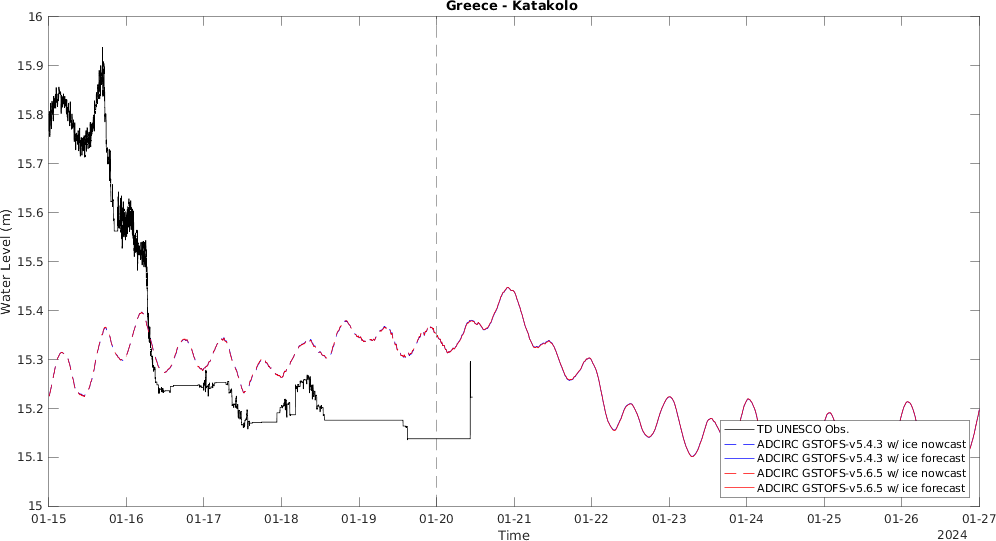 Greece - Katakolo
16
15.9
15.8
15.7
15.6
15.5
15.4
15.3
15.2
15.1
15
Water Level (m)
TD UNESCO Obs.
ADCIRC GSTOFS-v5.4.3 w/ ice nowcast
ADCIRC GSTOFS-v5.4.3 w/ ice forecast
ADCIRC GSTOFS-v5.6.5 w/ ice nowcast
ADCIRC GSTOFS-v5.6.5 w/ ice forecast
01-15 01-16 01-17 01-18 01-19 01-20 01-21 01-22 01-23 01-24 01-25 01-26 01-27
Time
2024